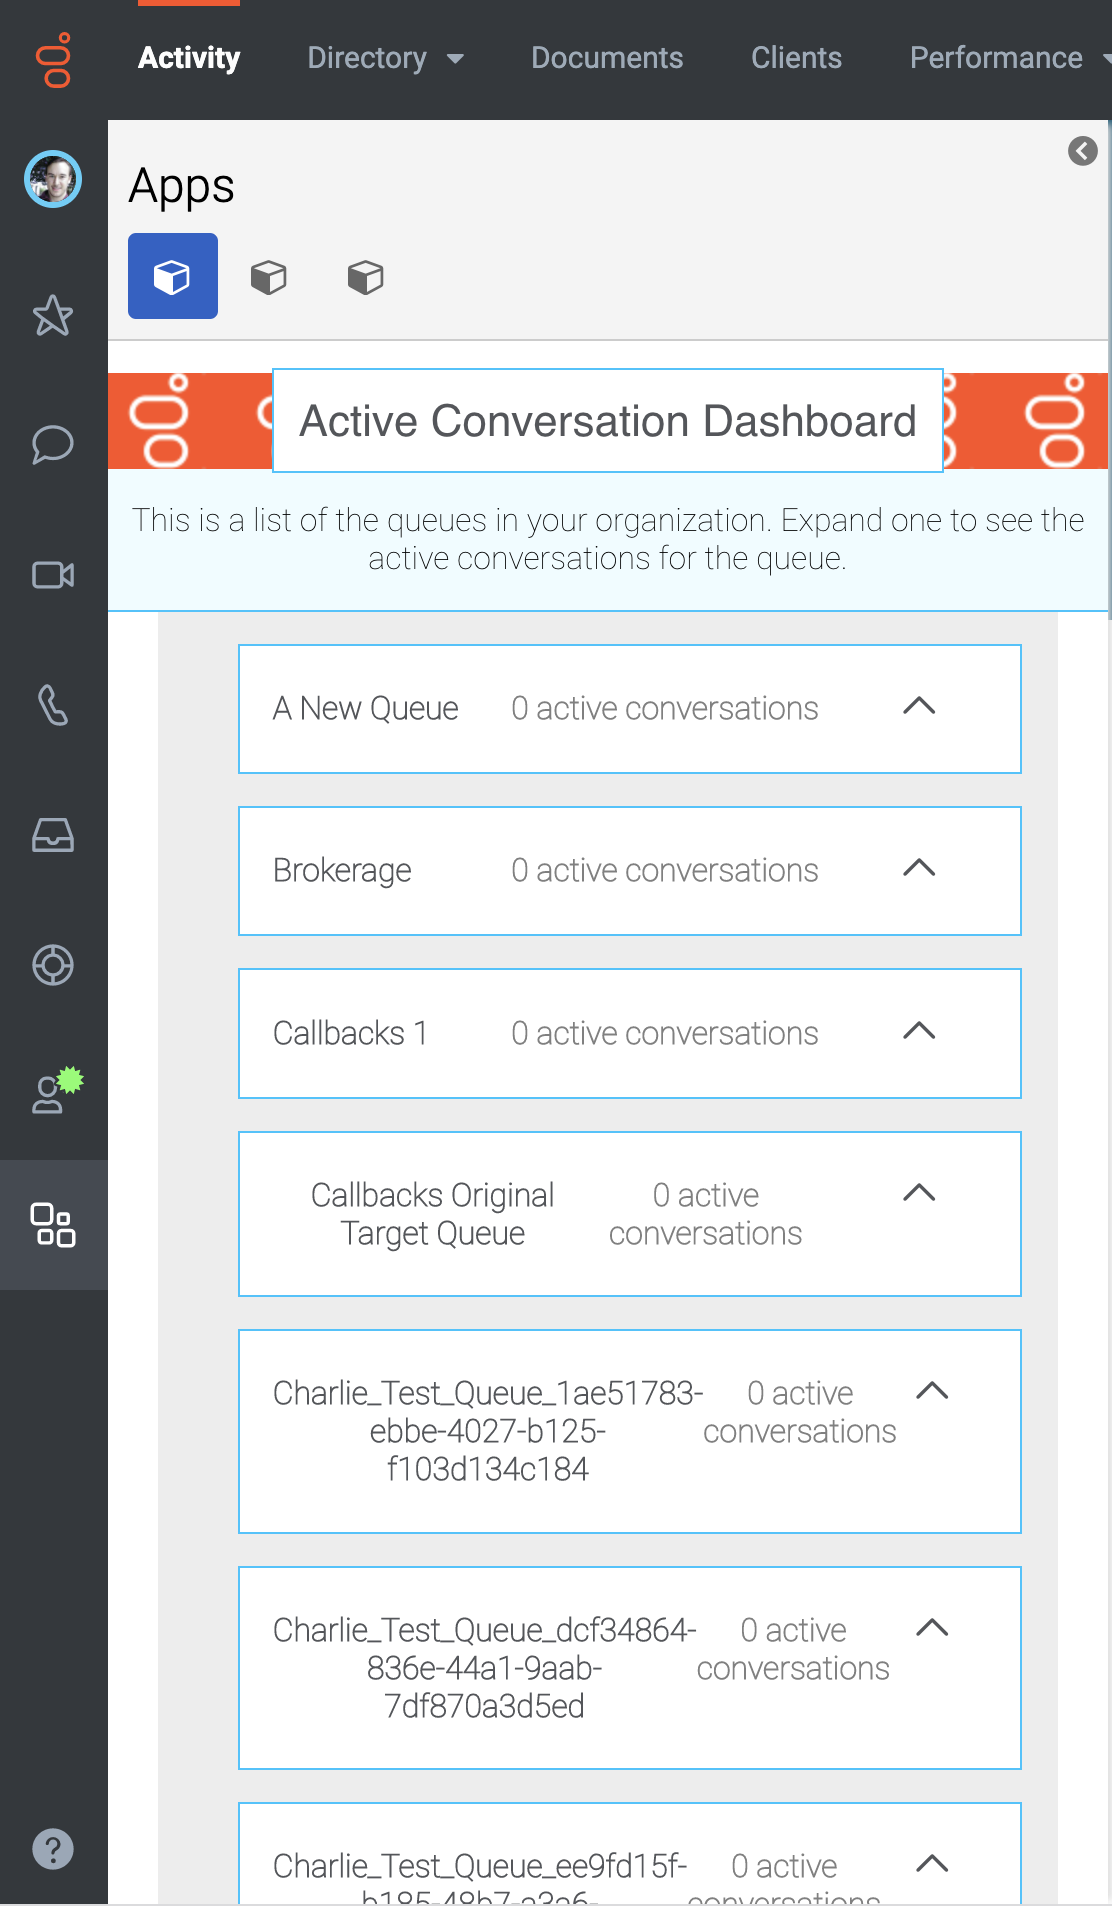 Activity Directory Documents Clients Performance
Apps
Active Conversation Dashboard
This is a list of the queues in your organization. Expand one to see the
active conversations for the queue.
A New Queue 0 active conversations
Brokerage 0 active conversations
Callbacks 1 0 active conversations
Callbacks Original 0 active
Target Queue conversations
Charlie_Test_Queue_1ae51783- 0 active
ebbe-4027-b125- conversations
f103d134c184
Charlie_Test_Queue_dcf34864- 0 active
836e-44a1-9aab- conversations
7df870a3d5ed
Charlie_Test_Queue_ee9fd15f- 0 active
conversations
?